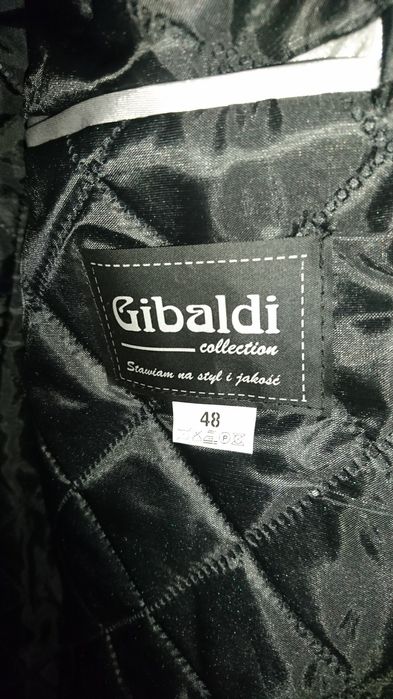 Gibaldi
collection
Stawiam na styl i jakość
48